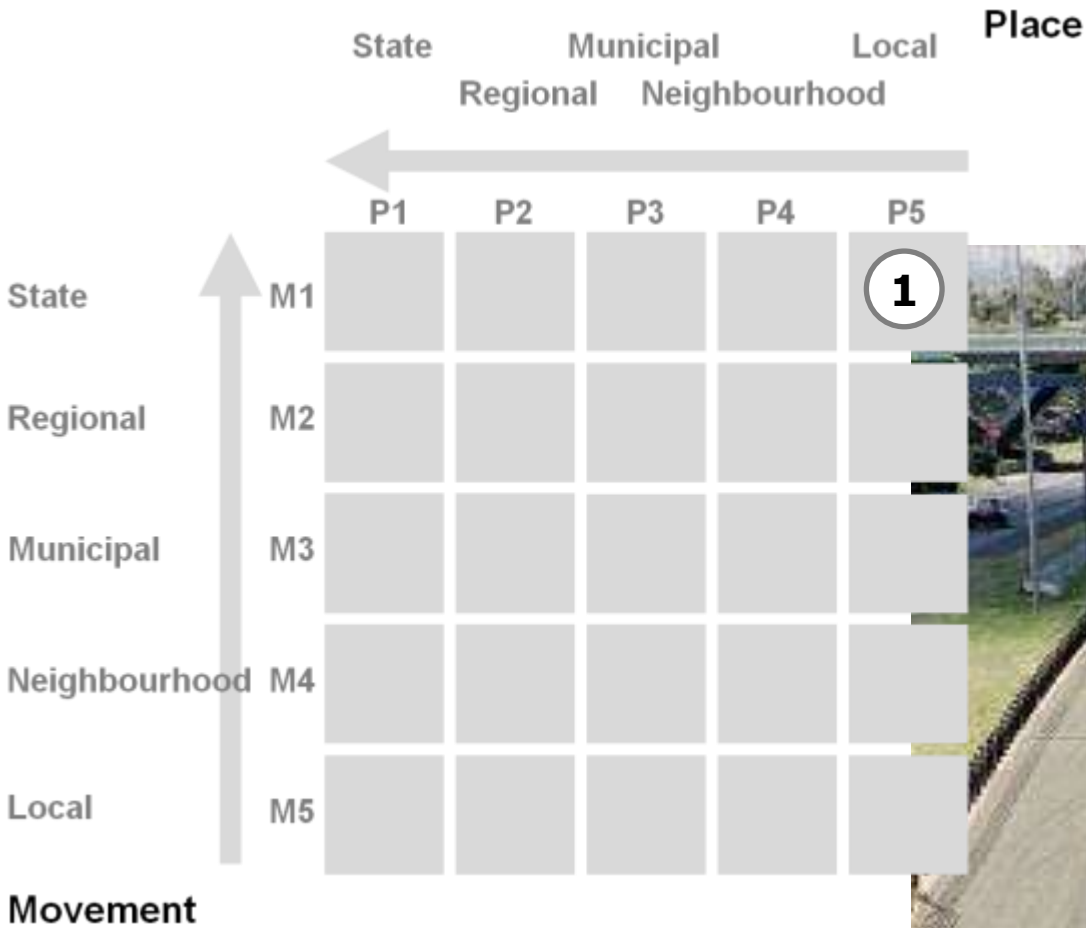 Place
State Municipal Local
Regional Neighbourhood
P1 P2 P3 P4 P5
State M1 1
Regional M2
Municipal M3
Neighbourhood M4
Local M5
Movement